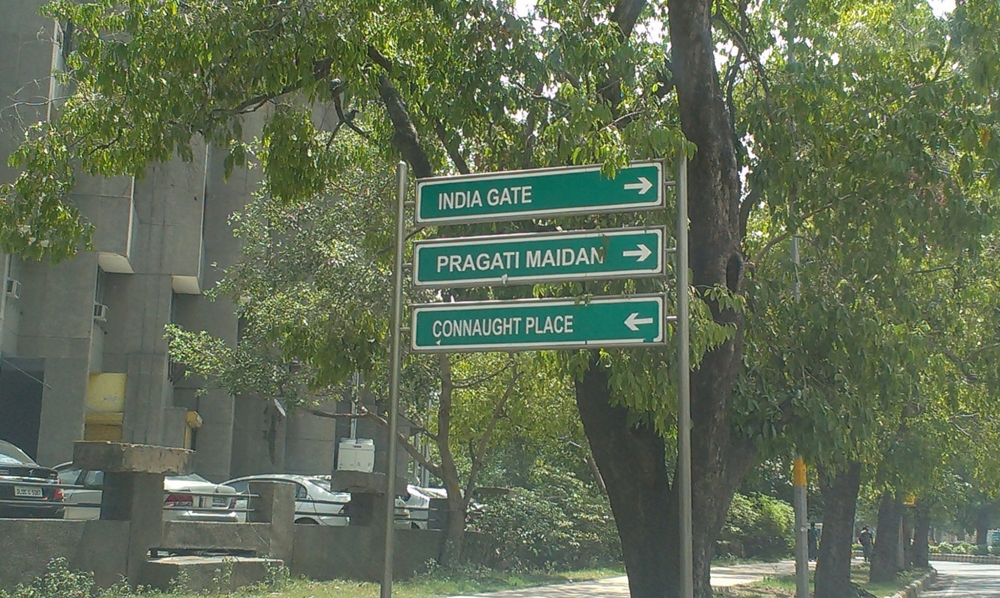 INDIA GATE →
PRAGATI MAIDAN →
CONNAUGHT PLACE ←